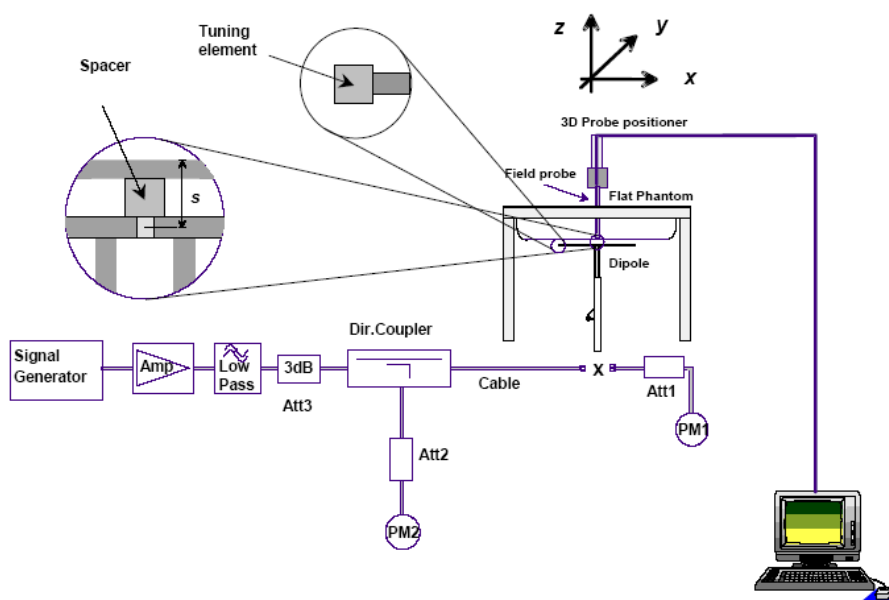 Tuning
element
Spacer
s
z
y
x
3D Probe positioner
Field probe
Flat Phantom
Dipole
Dir.Coupler
Signal
Generator
Amp
Low
Pass
3dB
Att3
Cable
X
Att1
PM1
Att2
PM2